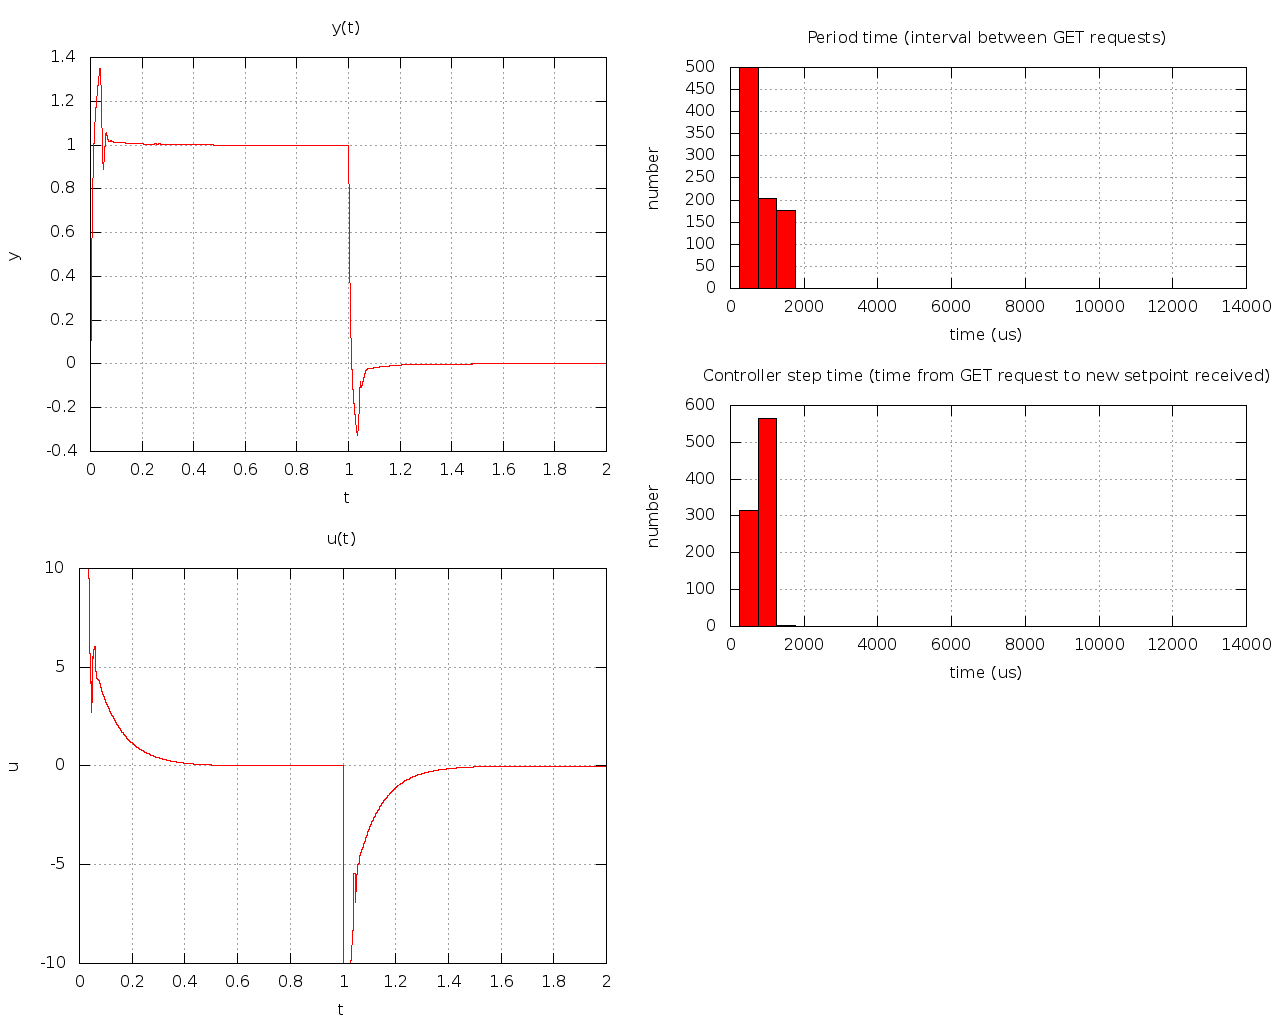 y(t)
1.4
1.2
1
0.8
0.6
0.4
0.2
0
-0.2
-0.4
y
0 0.2 0.4 0.6 0.8 1 1.2 1.4 1.6 1.8 2
t
u(t)
10
5
0
-5
-10
u
0 0.2 0.4 0.6 0.8 1 1.2 1.4 1.6 1.8 2
t
Period time (interval between GET requests)
500
450
400
350
300
250
200
150
100
50
0
number
0 2000 4000 6000 8000 10000 12000 14000
time (us)
Controller step time (time from GET request to new setpoint received)
600
500
400
300
200
100
0
number
0 2000 4000 6000 8000 10000 12000 14000
time (us)